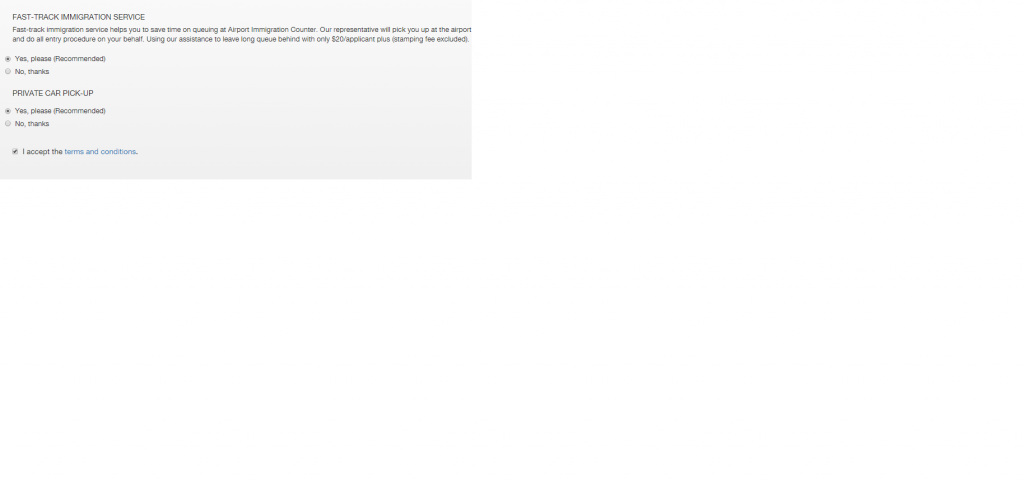 FAST-TRACK IMMIGRATION SERVICE
Fast-track immigration service helps you to save time on queuing at Airport Immigration Counter. Our representative will pick you up at the airport
and do all entry procedure on your behalf. Using our assistance to leave long queue behind with only $20/applicant plus (stamping fee excluded).
Yes, please (Recommended)
No, thanks
PRIVATE CAR PICK-UP
Yes, please (Recommended)
No, thanks
I accept the terms and conditions.